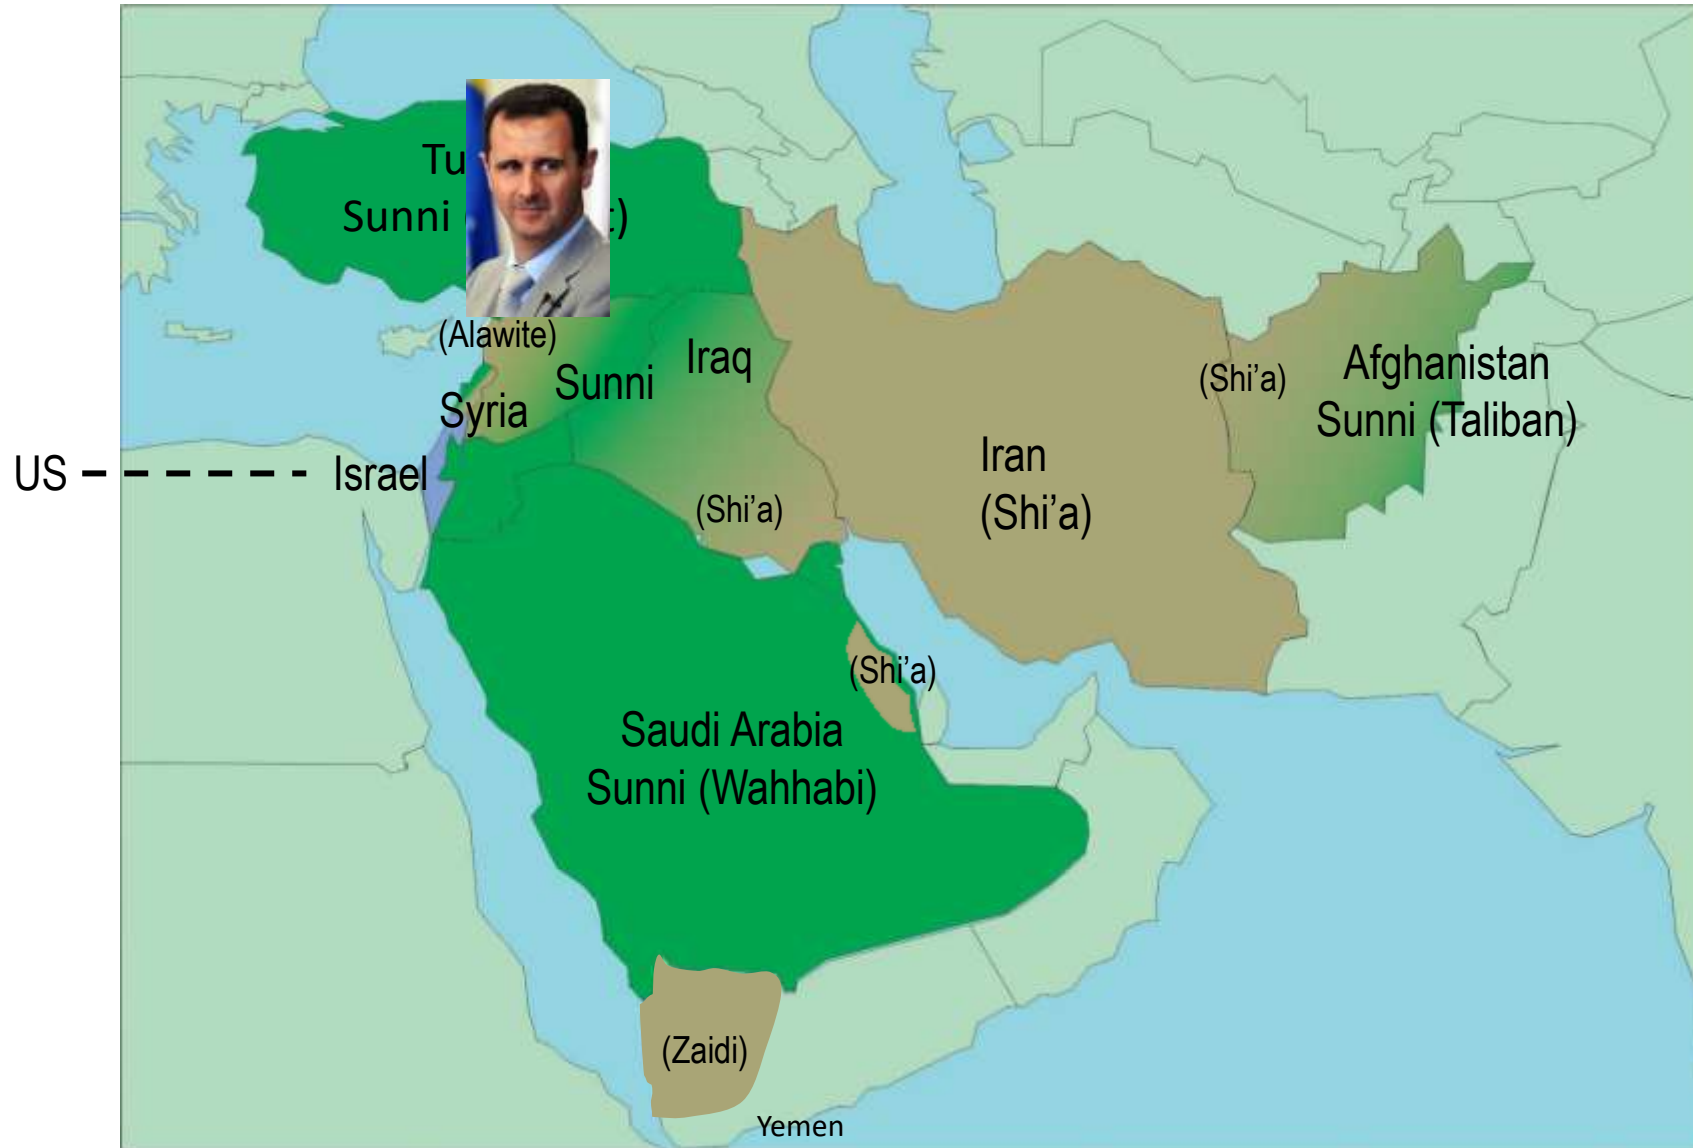 Tu
Sunni
(Alawite)
Sunni
Iraq
Syria
(Shi'a)
Afghanistan
Sunni (Taliban)
US
Israel
Iran
(Shi'a)
(Shi'a)
(Shi'a)
Saudi Arabia
Sunni (Wahhabi)
(Zaidi)
Yemen